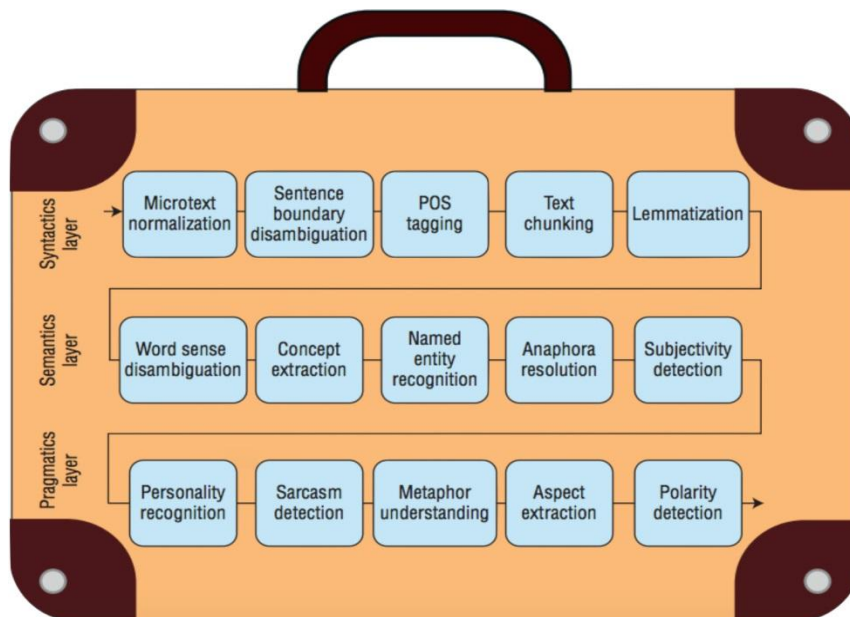 Syntactics
layer
Microtext
normalization
Sentence
boundary
disambiguation
POS
tagging
Text
chunking
Lemmatization
Semantics
layer
Word sense
disambiguation
Concept
extraction
Named
entity
recognition
Anaphora
resolution
Subjectivity
detection
Pragmatics
layer
Personality
recognition
Sarcasm
detection
Metaphor
understanding
Aspect
extraction
Polarity
detection